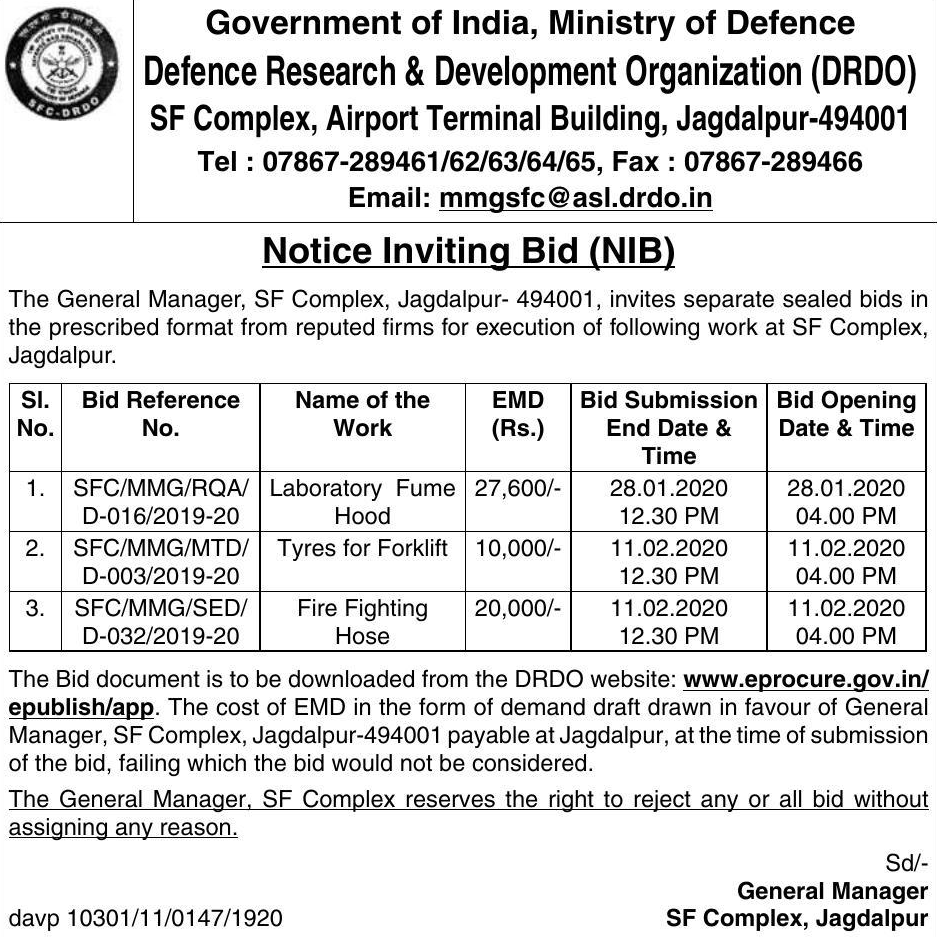 SFC-DRDO
Government of India, Ministry of Defence
Defence Research & Development Organization (DRDO)
SF Complex, Airport Terminal Building, Jagdalpur-494001
Tel : 07867-289461/62/63/64/65, Fax : 07867-289466
Email: mmgsfc@asl.drdo.in
Notice Inviting Bid (NIB)
The General Manager, SF Complex, Jagdalpur- 494001, invites separate sealed bids in
the prescribed format from reputed firms for execution of following work at SF Complex,
Jagdalpur.
Sl. Bid Reference Name of the EMD Bid Submission Bid Opening
No. No. Work (Rs.) End Date & Date & Time
Time
1. SFC/MMG/RQA/ Laboratory Fume 27,600/- 28.01.2020 28.01.2020
D-016/2019-20 Hood 12.30 PM 04.00 PM
2. SFC/MMG/MTD/ Tyres for Forklift 10,000/- 11.02.2020 11.02.2020
D-003/2019-20 12.30 PM 04.00 PM
3. SFC/MMG/SED/ Fire Fighting 20,000/- 11.02.2020 11.02.2020
D-032/2019-20 Hose 12.30 PM 04.00 PM
The Bid document is to be downloaded from the DRDO website: www.eprocure.gov.in/
epublish/app. The cost of EMD in the form of demand draft drawn in favour of General
Manager, SF Complex, Jagdalpur-494001 payable at Jagdalpur, at the time of submission
of the bid, failing which the bid would not be considered.
The General Manager, SF Complex reserves the right to reject any or all bid without
assigning any reason.
Sd/-
General Manager
davp 10301/11/0147/1920 SF Complex, Jagdalpur